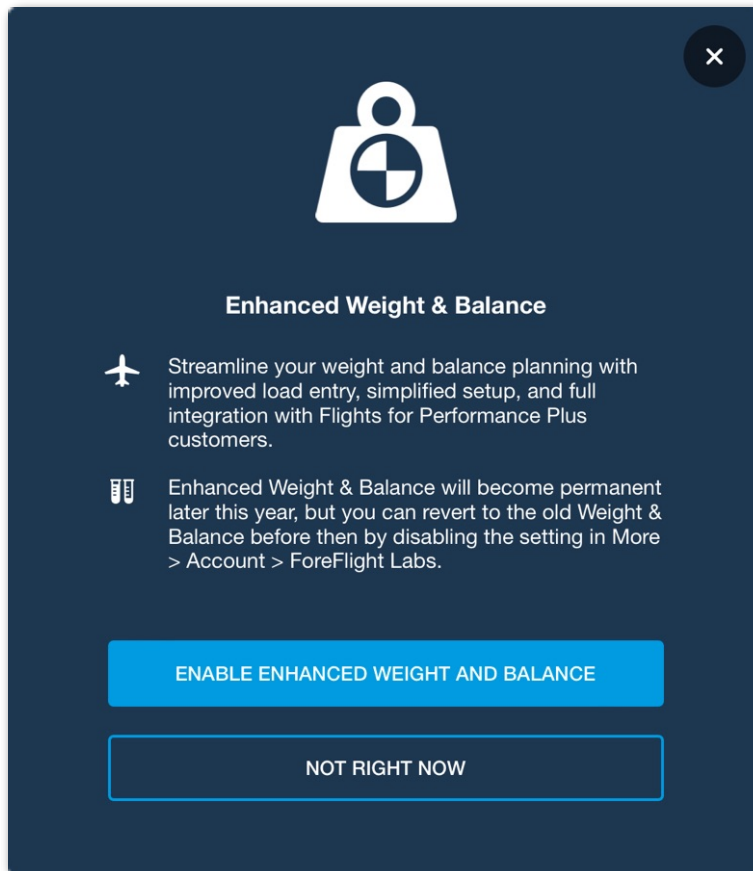 Enhanced Weight & Balance
Streamline your weight and balance planning with
improved load entry, simplified setup, and full
integration with Flights for Performance Plus
customers.
Enhanced Weight & Balance will become permanent
later this year, but you can revert to the old Weight &
Balance before then by disabling the setting in More
> Account > ForeFlight Labs.
ENABLE ENHANCED WEIGHT AND BALANCE
NOT RIGHT NOW